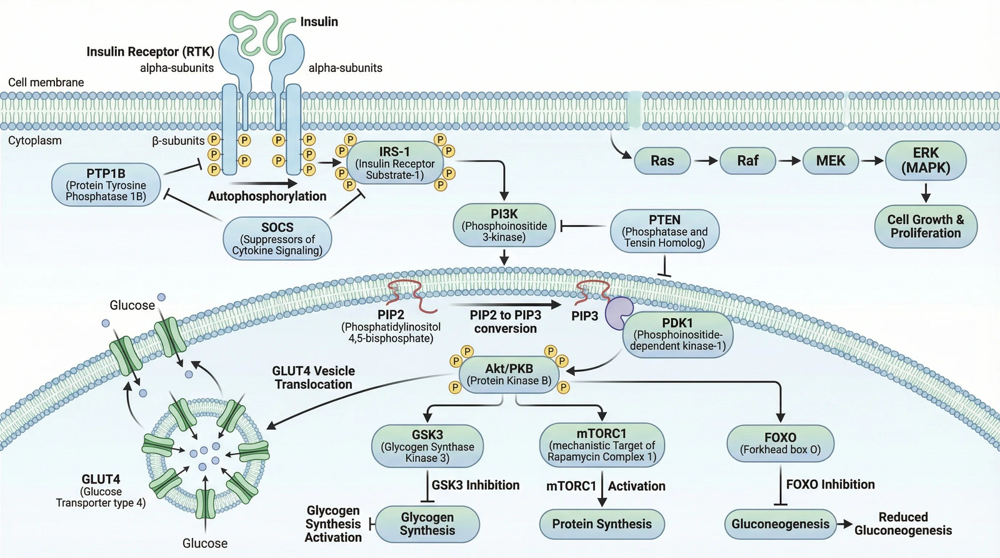 Insulin
Insulin Receptor (RTK)
alpha-subunits
alpha-subunits
Cell membrane
Cytoplasm
β-subunits
P
P
P
P
P
P
P
P
P
P
PTP1B
(Protein Tyrosine
Phosphatase 1B)
Autophosphorylation
SOCS
(Suppressors of
Cytokine Signaling)
P
P
P
P
IRS-1
(Insulin Receptor
Substrate-1)
P
P
P
P
Ras
Raf
MEK
ERK
(MAPK)
Cell Growth &
Proliferation
PI3K
(Phosphoinositide
3-kinase)
PTEN
(Phosphatase and
Tensin Homolog)
PIP2
(Phosphatidylinositol
4,5-bisphosphate)
PIP2 to PIP3
conversion
PIP3
PDK1
(Phosphoinositide-
dependent kinase-1)
Glucose
GLUT4 Vesicle
Translocation
P
P
P
P
P
P
Akt/PKB
(Protein Kinase B)
GLUT4
(Glucose
Transporter type 4)
Glucose
GSK3
(Glycogen Synthase
Kinase 3)
GSK3 Inhibition
Glycogen
Synthesis
Activation
Glycogen
Synthesis
mTORC1
(mechanistic Target of
Rapamycin Complex 1)
mTORC1 Activation
Protein Synthesis
FOXO
(Forkhead box O)
FOXO Inhibition
Gluconeogenesis
Reduced
Gluconeogenesis